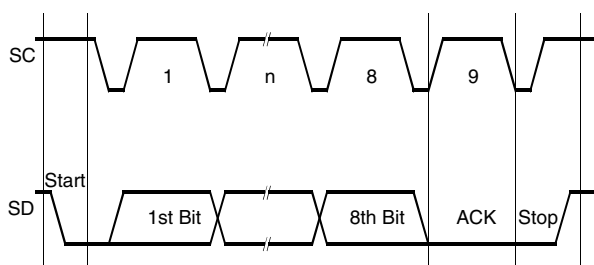 SC
1 n 8 9
Start
SD
1st Bit 8th Bit ACK Stop